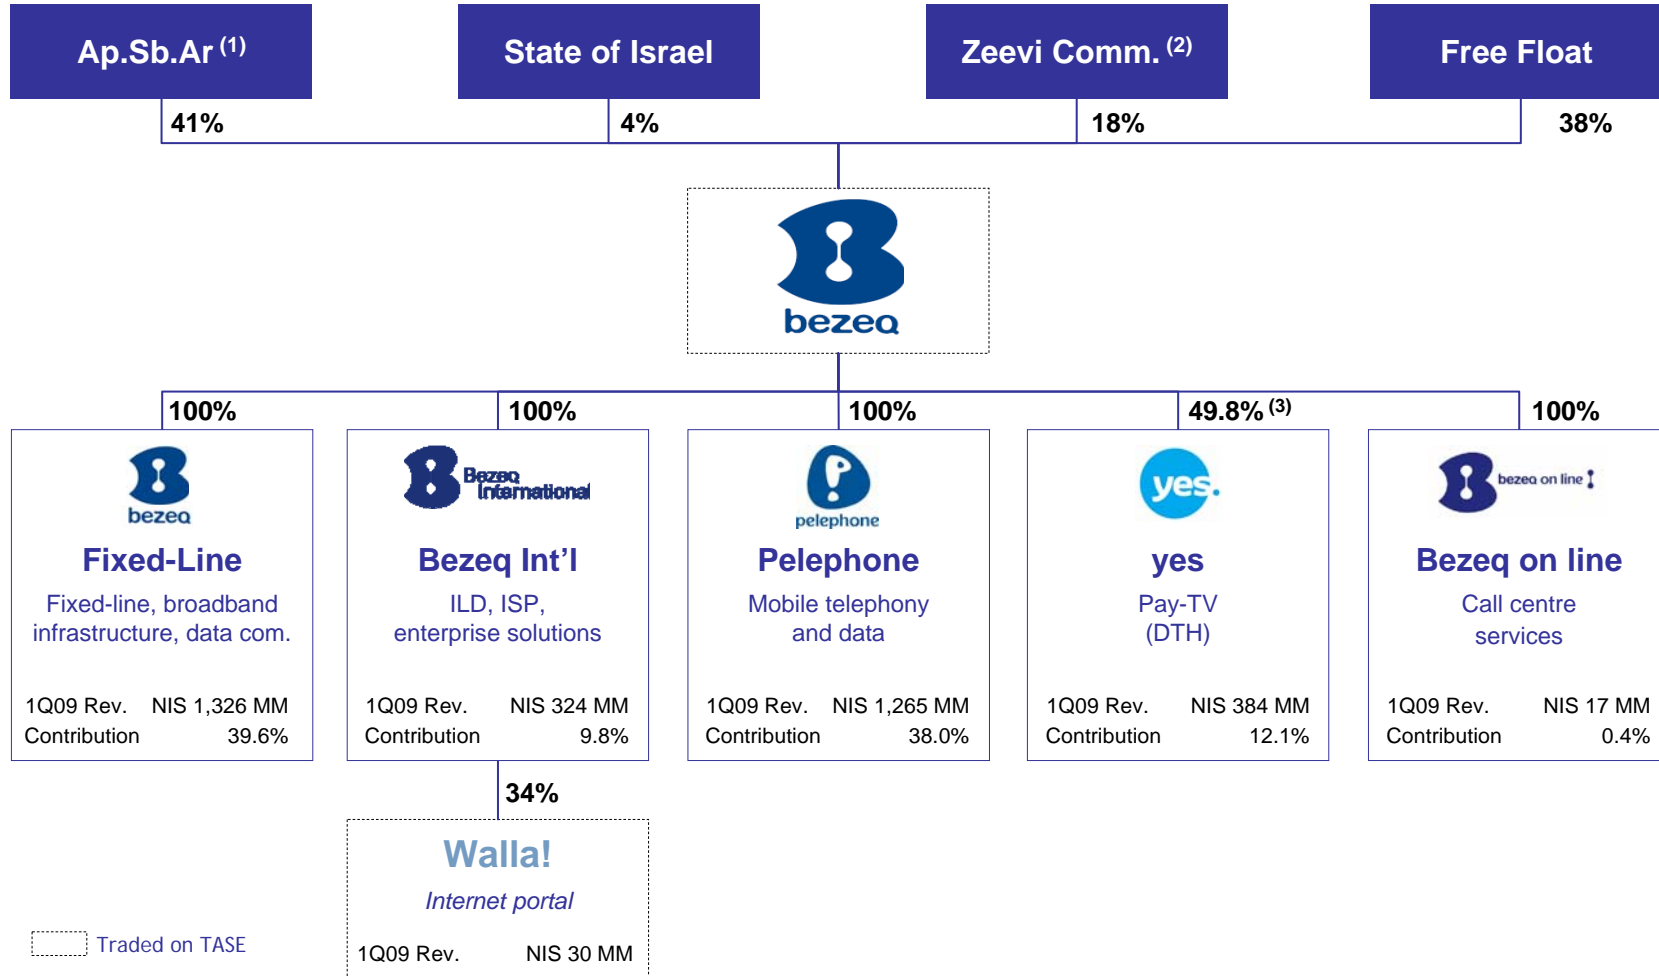 Ap.Sb.Ar (1)
State of Israel
Zeevi Comm. (2)
Free Float
41%
4%
18%
38%
bezeq
100%
100%
100%
49.8% (3)
100%
bezeq
Fixed-Line
Fixed-line, broadband
infrastructure, data com.
1Q09 Rev. NIS 1,326 MM
Contribution 39.6%
Bezeq
International
Bezeq Int'l
ILD, ISP,
enterprise solutions
1Q09 Rev. NIS 324 MM
Contribution 9.8%
pelephone
Pelephone
Mobile telephony
and data
1Q09 Rev. NIS 1,265 MM
Contribution 38.0%
yes.
yes
Pay-TV
(DTH)
1Q09 Rev. NIS 384 MM
Contribution 12.1%
bezeq on line
Bezeq on line
Call centre
services
1Q09 Rev. NIS 17 MM
Contribution 0.4%
34%
Walla!
Internet portal
1Q09 Rev. NIS 30 MM
Traded on TASE